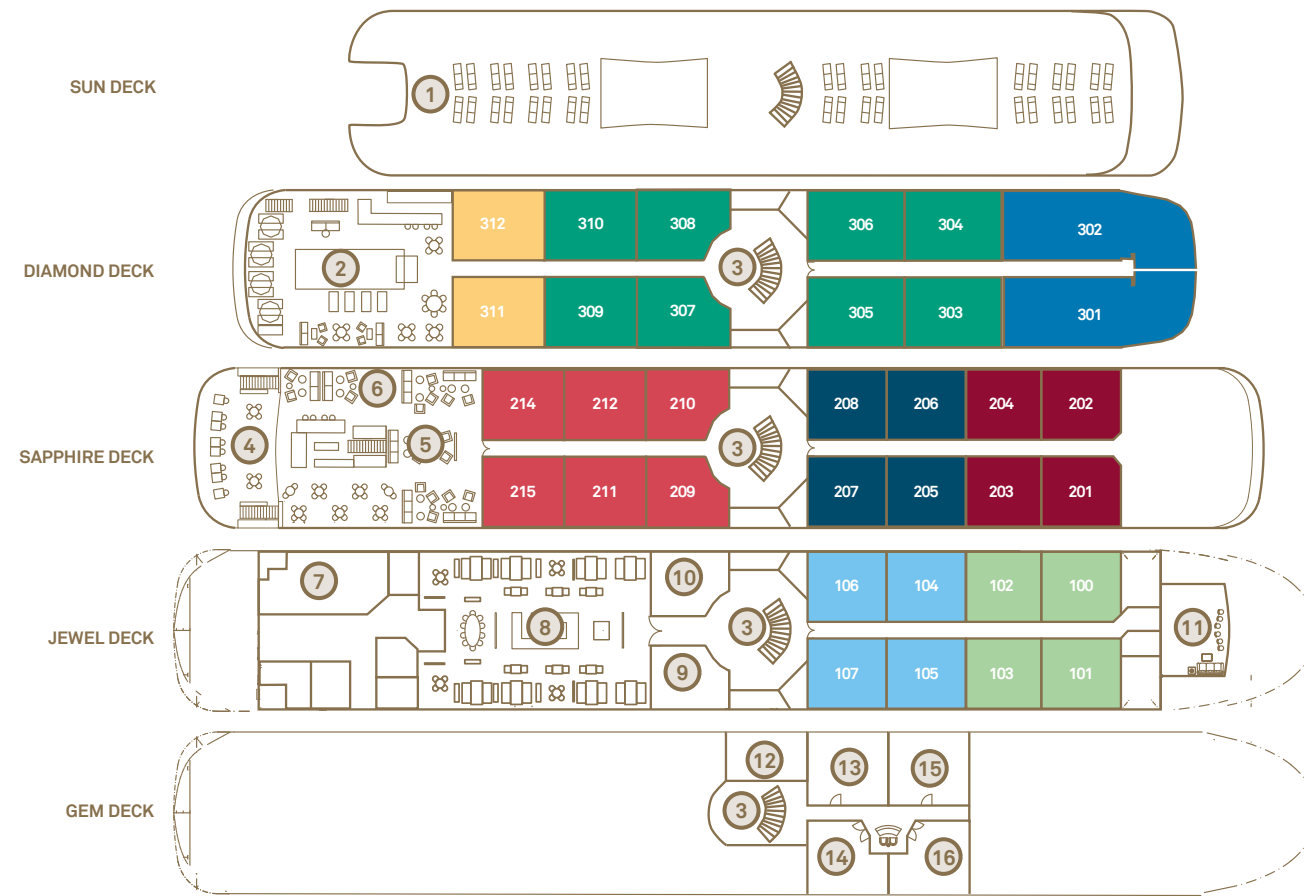 SUN DECK
1
DIAMOND DECK
312 310 308 306 304 302
2 3
311 309 307 305 303 301
SAPPHIRE DECK
6
214 212 210 208 206 204 202
4 5 3
215 211 209 207 205 203 201
JEWEL DECK
7 10
106 104 102 100
8 3 11
9
107 105 103 101
GEM DECK
12 13 15
3
14 16